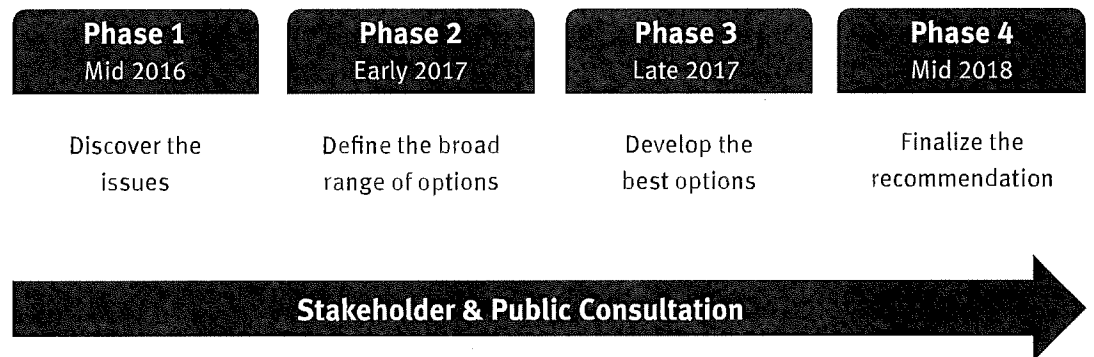 Phase 1
Mid 2016
Phase 2
Early 2017
Phase 3
Late 2017
Phase 4
Mid 2018
Discover the
issues
Define the broad
range of options
Develop the
best options
Finalize the
recommendation
Stakeholder & Public Consultation